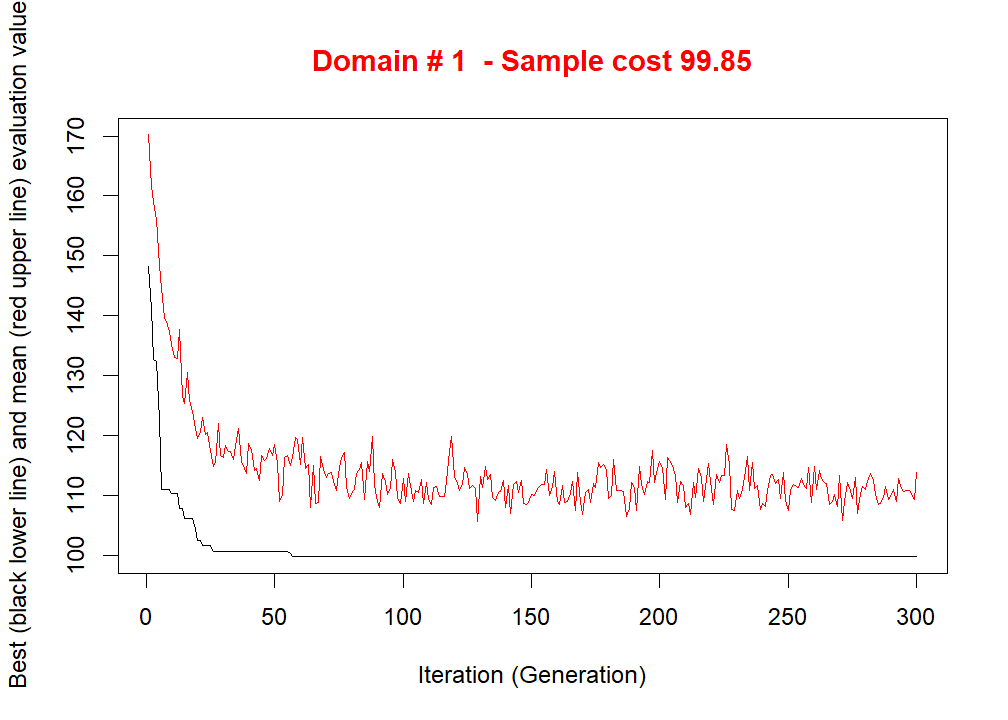 Domain # 1  - Sample cost 99.85
Best (black lower line) and mean (red upper line) evaluation value
170
160
150
140
130
120
110
100
0 50 100 150 200 250 300
Iteration (Generation)